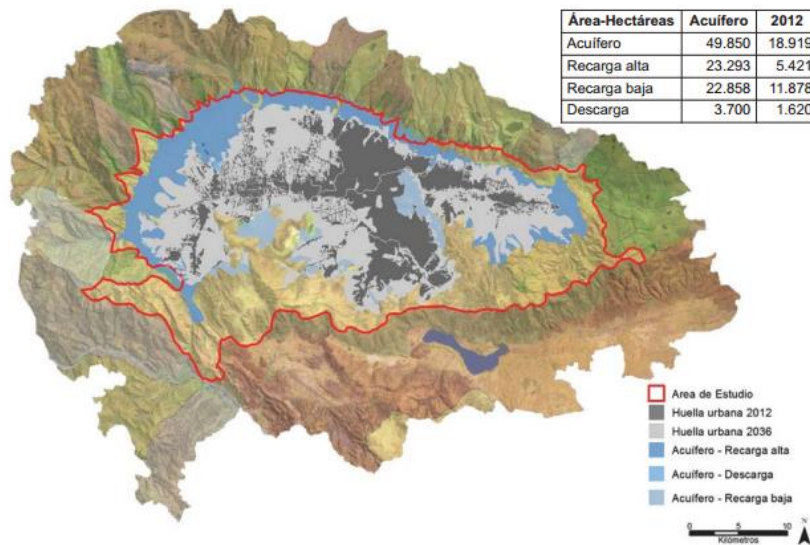 Área-Hectáreas Acuífero 2012
Acuífero 49.850 18.919
Recarga alta 23.293 5.421
Recarga baja 22.858 11.878
Descarga 3.700 1.620
Area de Estudio
Huella urbana 2012
Huella urbana 2036
Acuífero - Recarga alta
Acuífero - Descarga
Acuífero - Recarga baja
0 5 10
Kilómetros
N